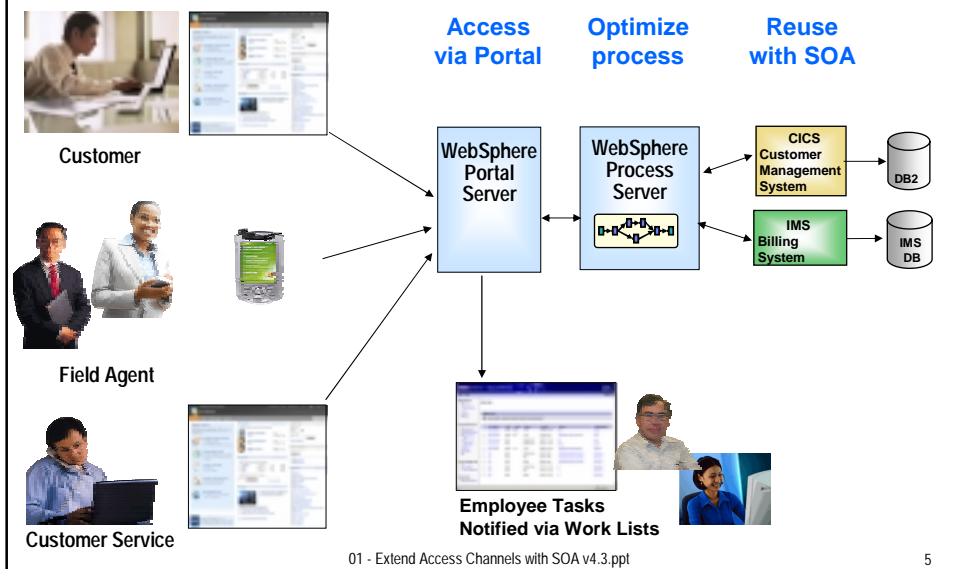 Access
via Portal
Optimize
process
Reuse
with SOA
Customer
WebSphere
Portal
Server
WebSphere
Process
Server
CICS
Customer
Management
System
DB2
IMS
Billing
System
IMS
DB
Field Agent
Customer Service
Employee Tasks
Notified via Work Lists
01 - Extend Access Channels with SOA v4.3.ppt
5